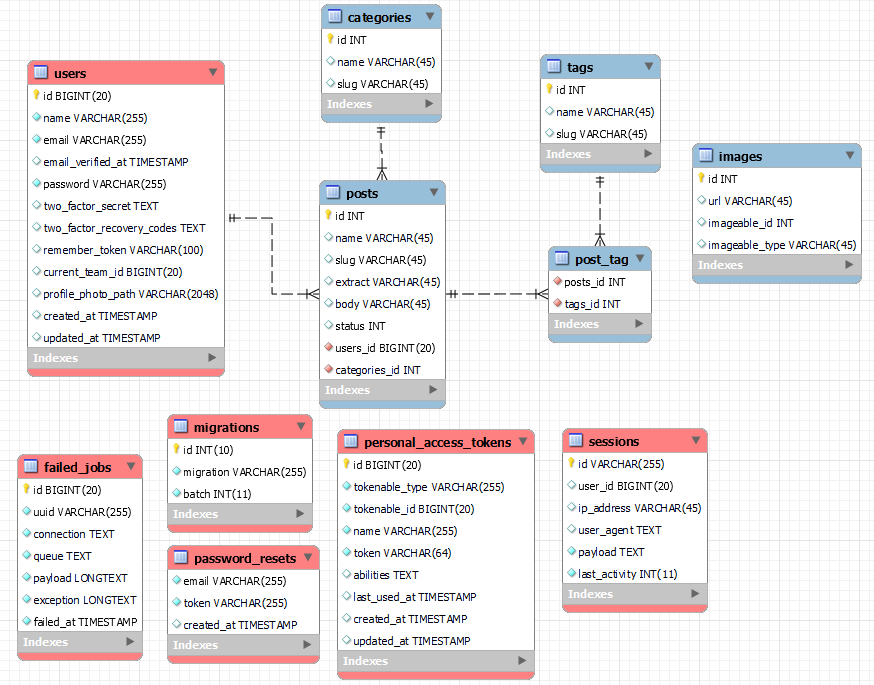 categories
id INT
name VARCHAR(45)
slug VARCHAR(45)
Indexes
users
id BIGINT(20)
name VARCHAR(255)
email VARCHAR(255)
email_verified_at TIMESTAMP
password VARCHAR(255)
two_factor_secret TEXT
two_factor_recovery_codes TEXT
remember_token VARCHAR(100)
current_team_id BIGINT(20)
profile_photo_path VARCHAR(2048)
created_at TIMESTAMP
updated_at TIMESTAMP
Indexes
tags
id INT
name VARCHAR(45)
slug VARCHAR(45)
Indexes
images
id INT
url VARCHAR(45)
imageable_id INT
imageable_type VARCHAR(45)
Indexes
posts
id INT
name VARCHAR(45)
slug VARCHAR(45)
extract VARCHAR(45)
body VARCHAR(45)
status INT
users_id BIGINT(20)
categories_id INT
Indexes
post_tag
posts_id INT
tags_id INT
Indexes
migrations
id INT(10)
migration VARCHAR(255)
batch INT(11)
Indexes
failed_jobs
id BIGINT(20)
uuid VARCHAR(255)
connection TEXT
queue TEXT
payload LONGTEXT
exception LONGTEXT
failed_at TIMESTAMP
Indexes
password_resets
email VARCHAR(255)
token VARCHAR(255)
created_at TIMESTAMP
Indexes
personal_access_tokens
id BIGINT(20)
tokenable_type VARCHAR(255)
tokenable_id BIGINT(20)
name VARCHAR(255)
token VARCHAR(64)
abilities TEXT
last_used_at TIMESTAMP
created_at TIMESTAMP
updated_at TIMESTAMP
Indexes
sessions
id VARCHAR(255)
user_id BIGINT(20)
ip_address VARCHAR(45)
user_agent TEXT
payload TEXT
last_activity INT(11)
Indexes